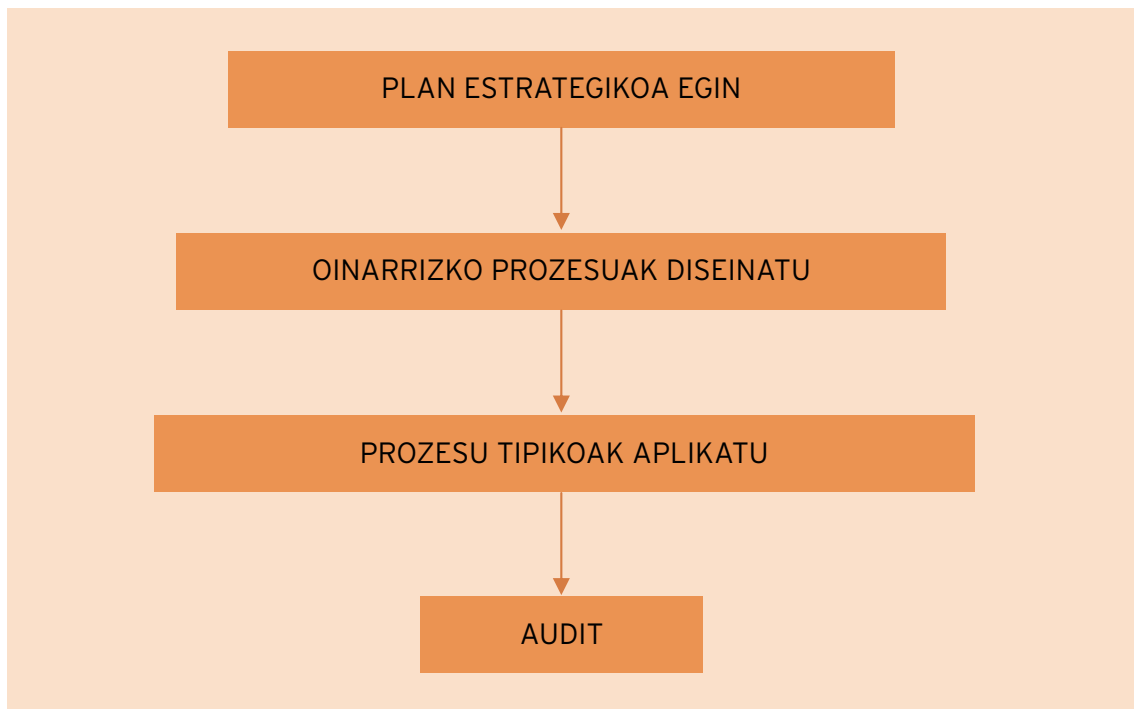 PLAN ESTRATEGIKOA EGIN
OINARRIZKO PROZESUAK DISEINATU
PROZESU TIPIKOAK APLIKATU
AUDIT